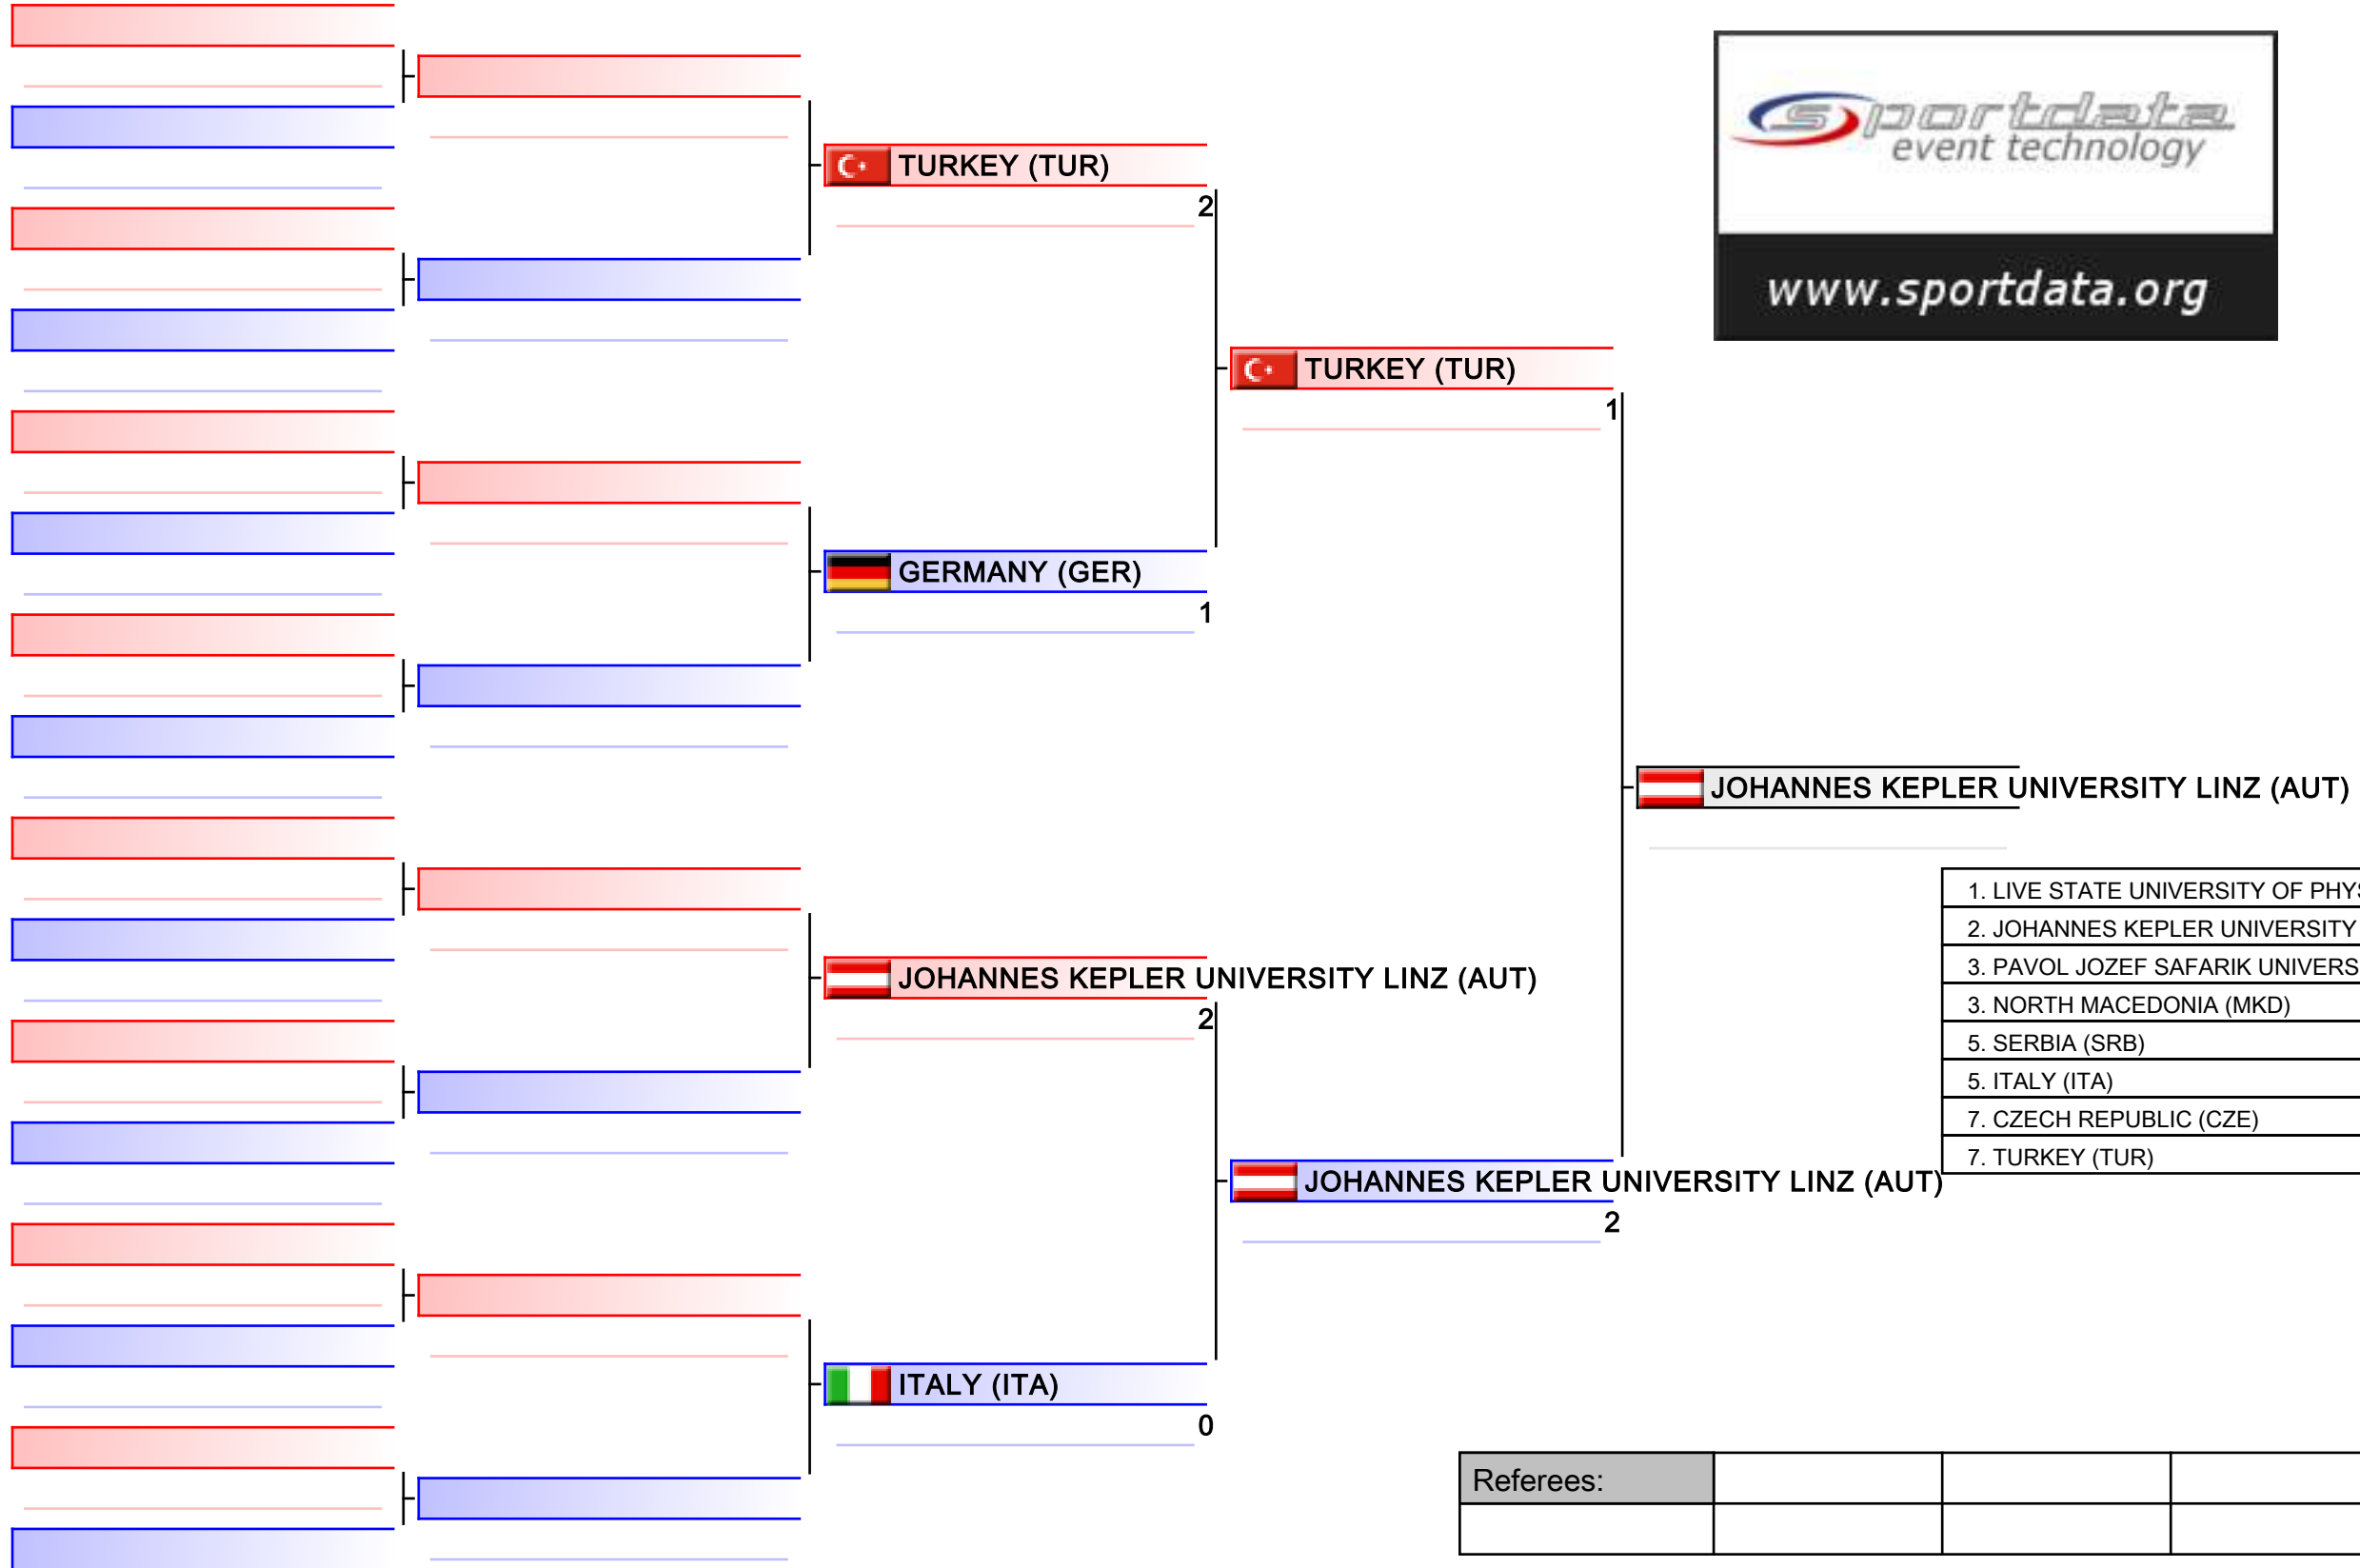 sportdata
event technology
www.sportdata.org
TURKEY (TUR)
2
TURKEY (TUR)
1
GERMANY (GER)
1
JOHANNES KEPLER UNIVERSITY LINZ (AUT)
1. LIVE STATE UNIVERSITY OF
2. JOHANNES KEPLER UNIVERSITY
3. PAVOL JOZEF SAFARIK
3. NORTH MACEDONIA (MKD)
5. SERBIA (SRB)
5. ITALY (ITA)
7. CZECH REPUBLIC (CZE)
7. TURKEY (TUR)
JOHANNES KEPLER UNIVERSITY LINZ (AUT)
2
JOHANNES KEPLER UNIVERSITY LINZ (AUT)
2
ITALY (ITA)
0
Referees: